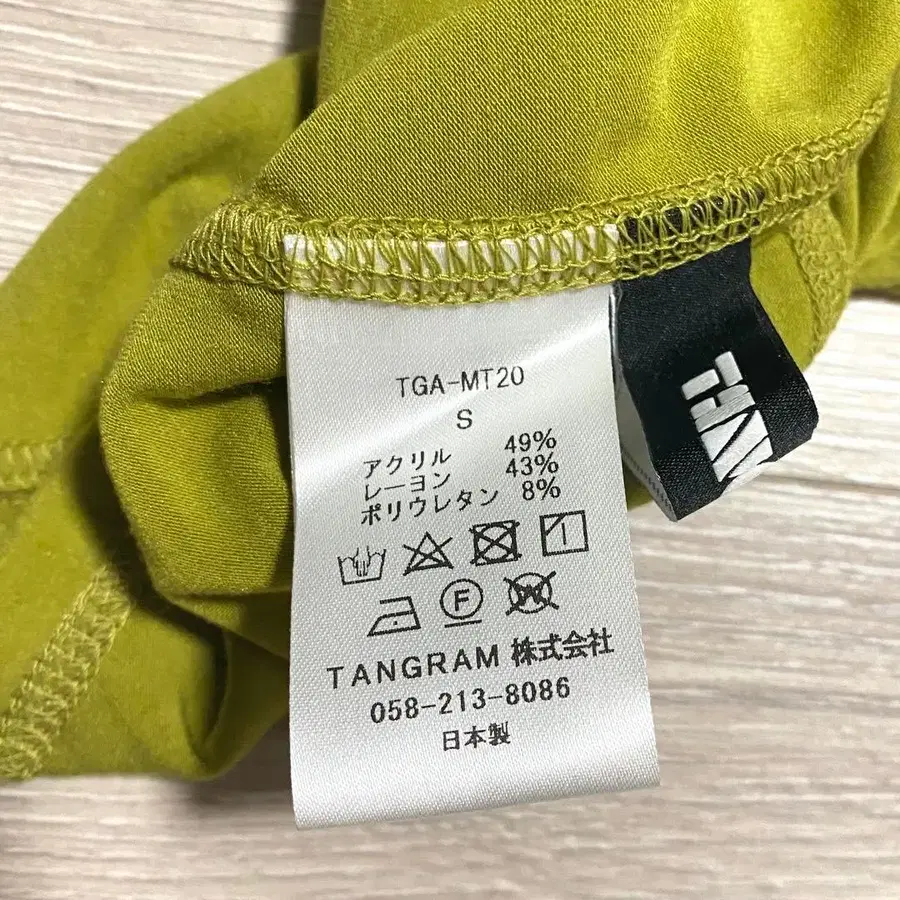 TGA-MT20
S
アクリル 49%
レーヨン 43%
ポリウレタン 8%
F
W
TANGRAM 株式会社
058-213-8086
日本製